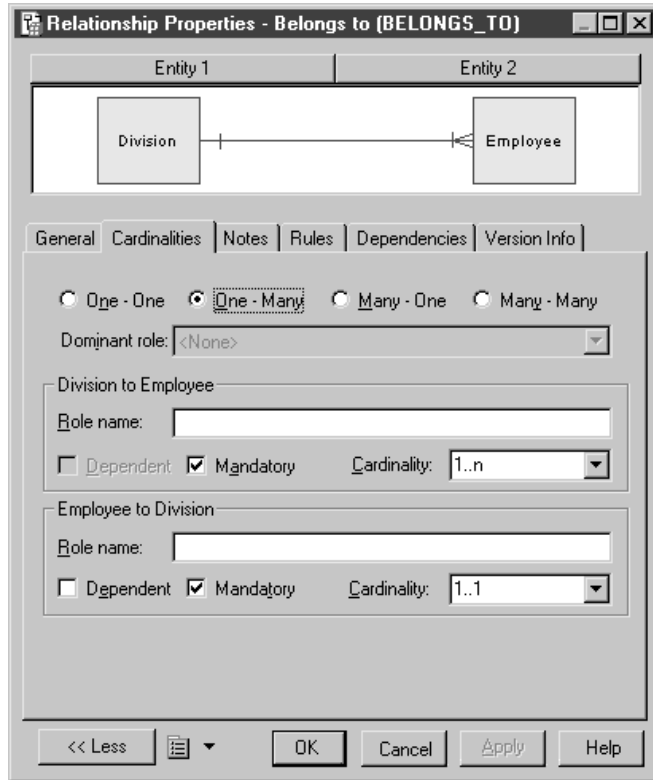 Relationship Properties - Belongs to (BELONGS_TO)
Entity 1 Entity 2
Division Employee
General Cardinalities Notes Rules Dependencies Version Info
One - One One - Many Many - One Many - Many
Dominant role: <None>
Division to Employee
Role name:
Dependent Mandatory Cardinality: 1..n
Employee to Division
Role name:
Dependent Mandatory Cardinality: 1..1
<< Less OK Cancel Apply Help